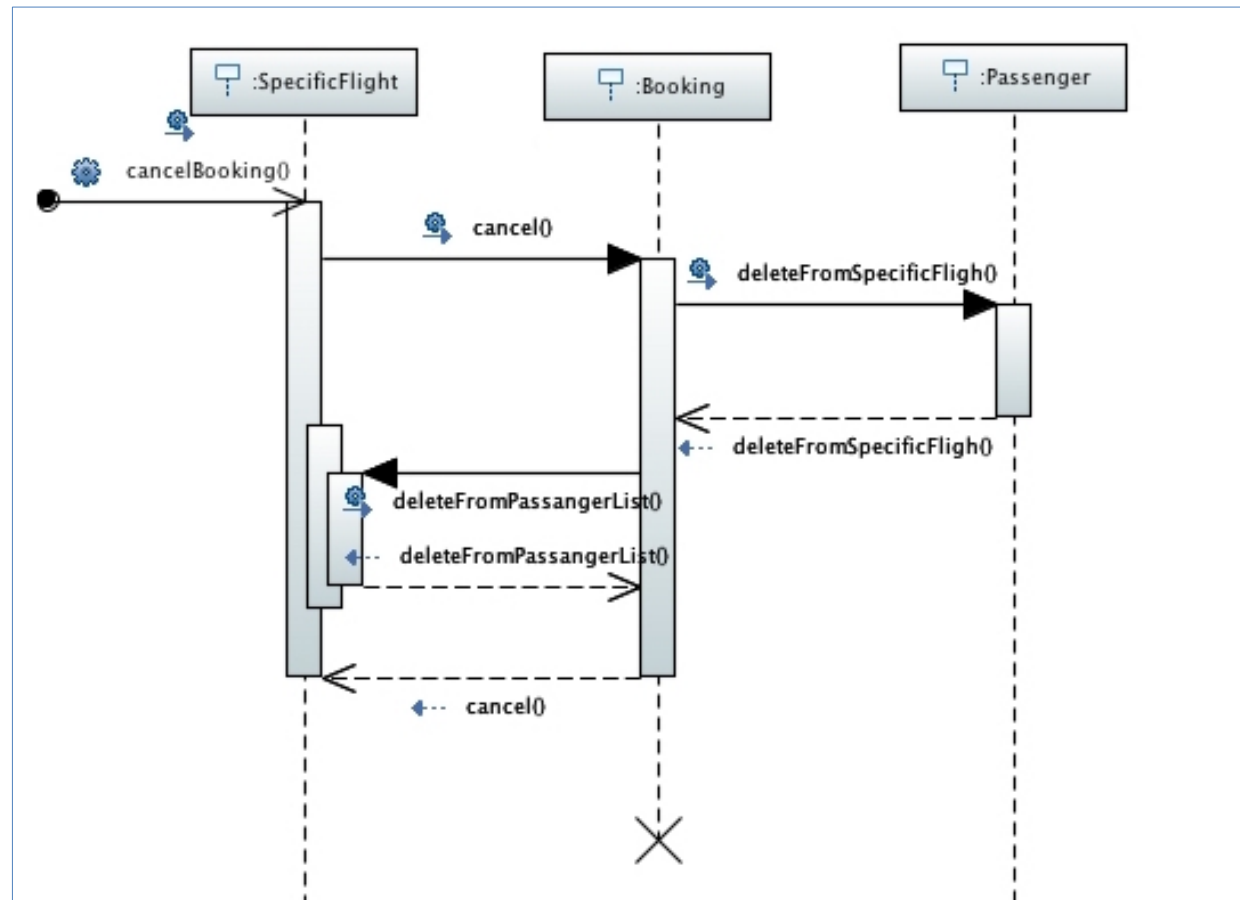 :SpecificFlight
:Booking
:Passenger
cancelBooking()
cancel()
deleteFromSpecificFligh()
deleteFromSpecificFligh()
deleteFromPassangerList()
deleteFromPassangerList()
cancel()